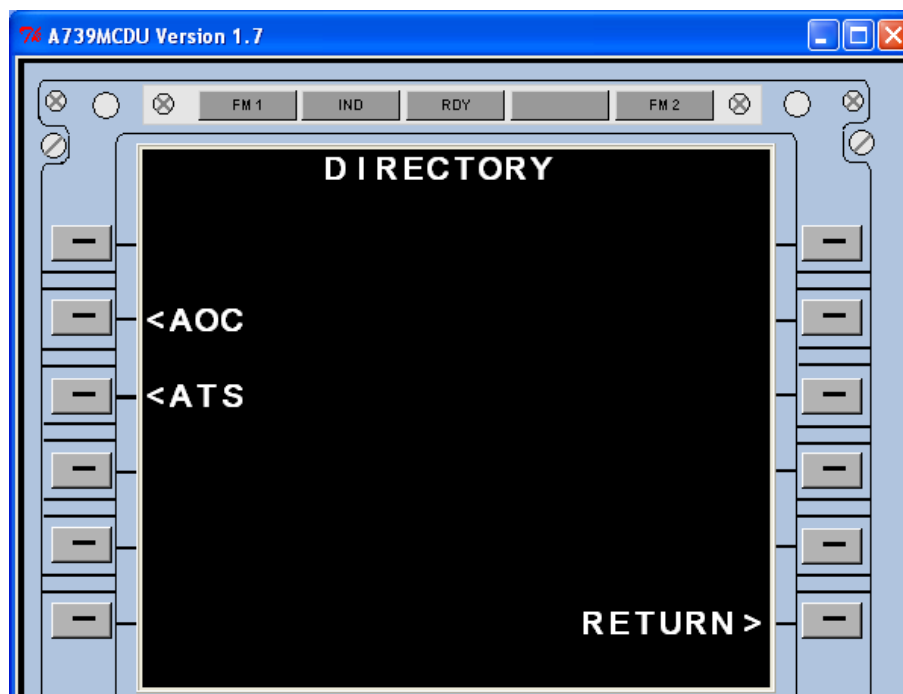 A739MCDU Version 1.7
FM 1 IND RDY FM 2
DIRECTORY
<AOC
<ATS
RETURN>